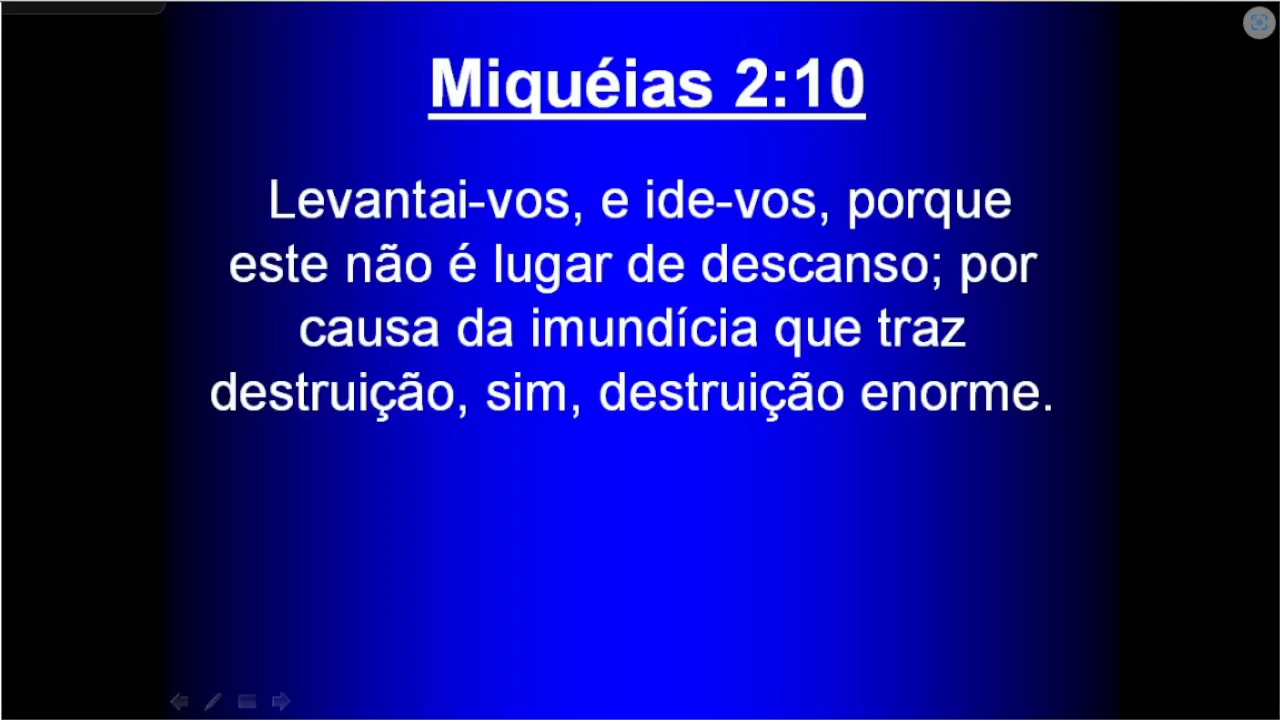 Miquéias 2:10
Levantai-vos, e ide-vos, porque
este não é lugar de descanso; por
causa da imundícia que traz
destruição, sim, destruição enorme.